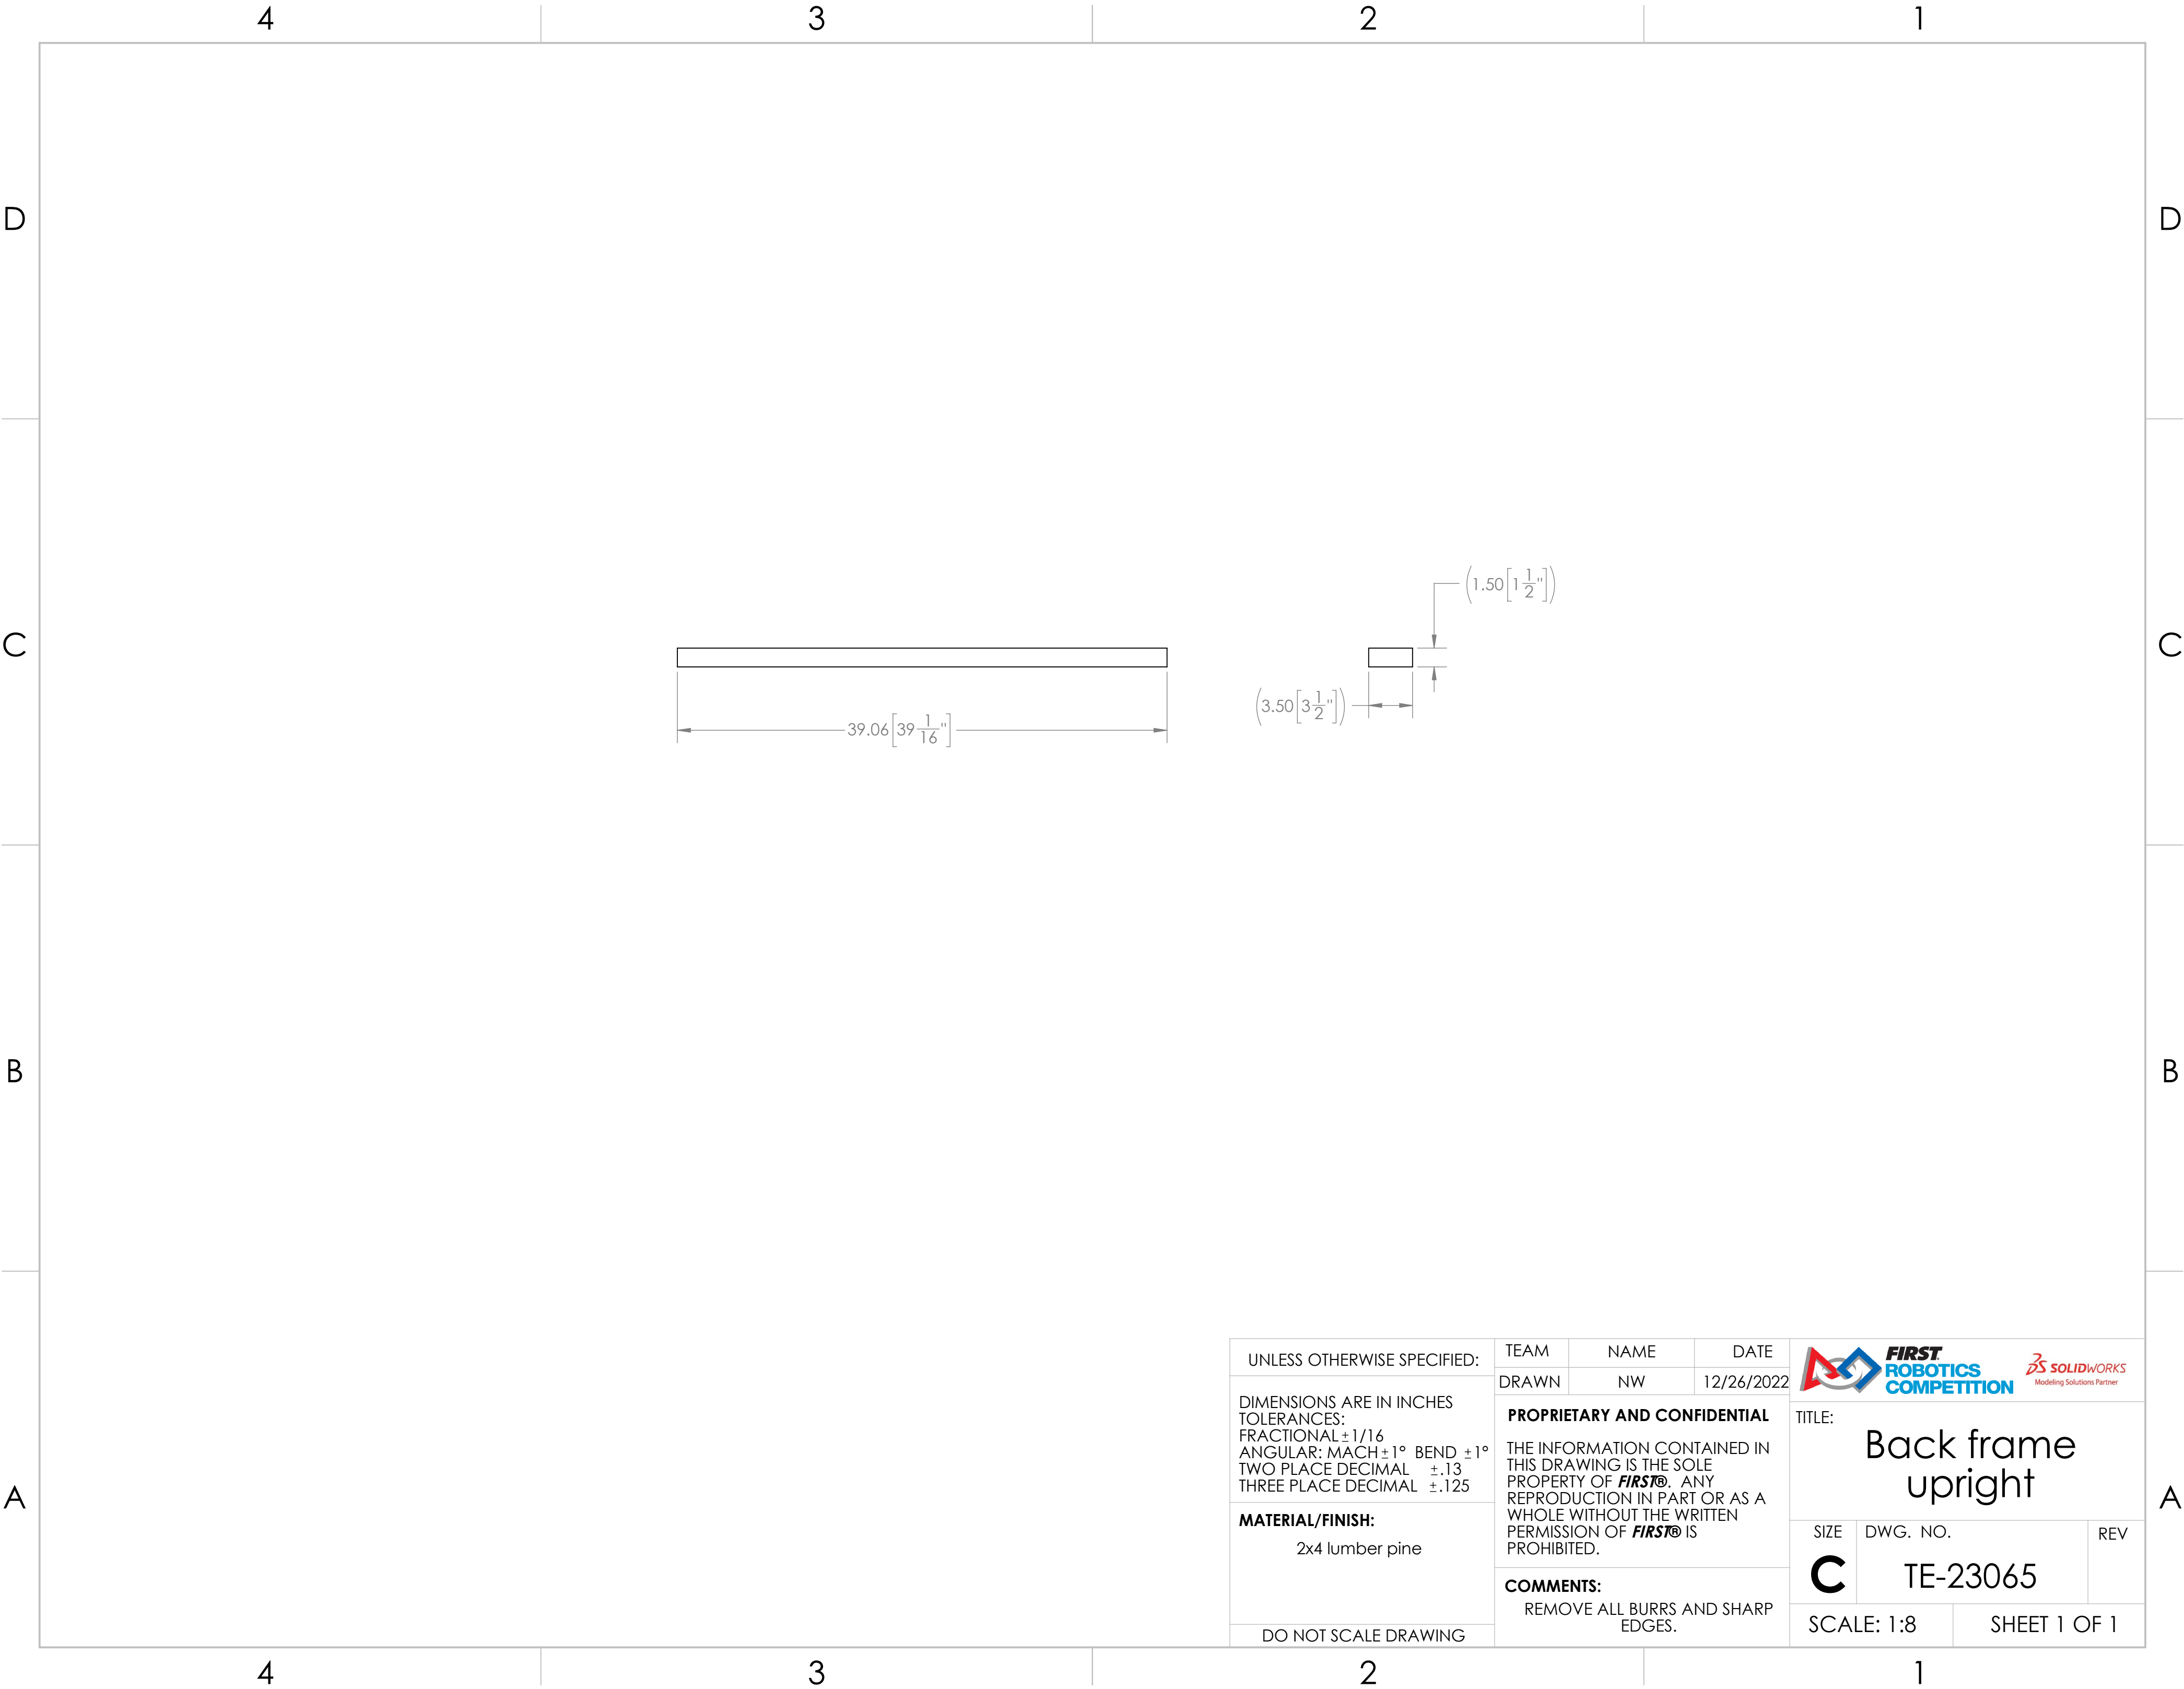 4 3 2 1
D D
C C
B B
A A
4 3 2 1
39.06[39 1/16"]
(1.50[1 1/2"])
(3.50[3 1/2"])
UNLESS OTHERWISE SPECIFIED:
DIMENSIONS ARE IN INCHES
TOLERANCES:
FRACTIONAL±1/16
ANGULAR: MACH±1° BEND ±1°
TWO PLACE DECIMAL ±.13
THREE PLACE DECIMAL ±.125
MATERIAL/FINISH:
2x4 lumber pine
DO NOT SCALE DRAWING
TEAM NAME DATE
DRAWN NW 12/26/2022
PROPRIETARY AND CONFIDENTIAL
THE INFORMATION CONTAINED IN
THIS DRAWING IS THE SOLE
PROPERTY OF FIRST®. ANY
REPRODUCTION IN PART OR AS A
WHOLE WITHOUT THE WRITTEN
PERMISSION OF FIRST® IS
PROHIBITED.
COMMENTS:
REMOVE ALL BURRS AND SHARP
EDGES.
FIRST®
ROBOTICS
COMPETITION
3S SOLIDWORKS
Modeling Solutions Partner
TITLE:
Back frame
upright
SIZE DWG. NO. REV
C TE-23065
SCALE: 1:8 SHEET 1 OF 1